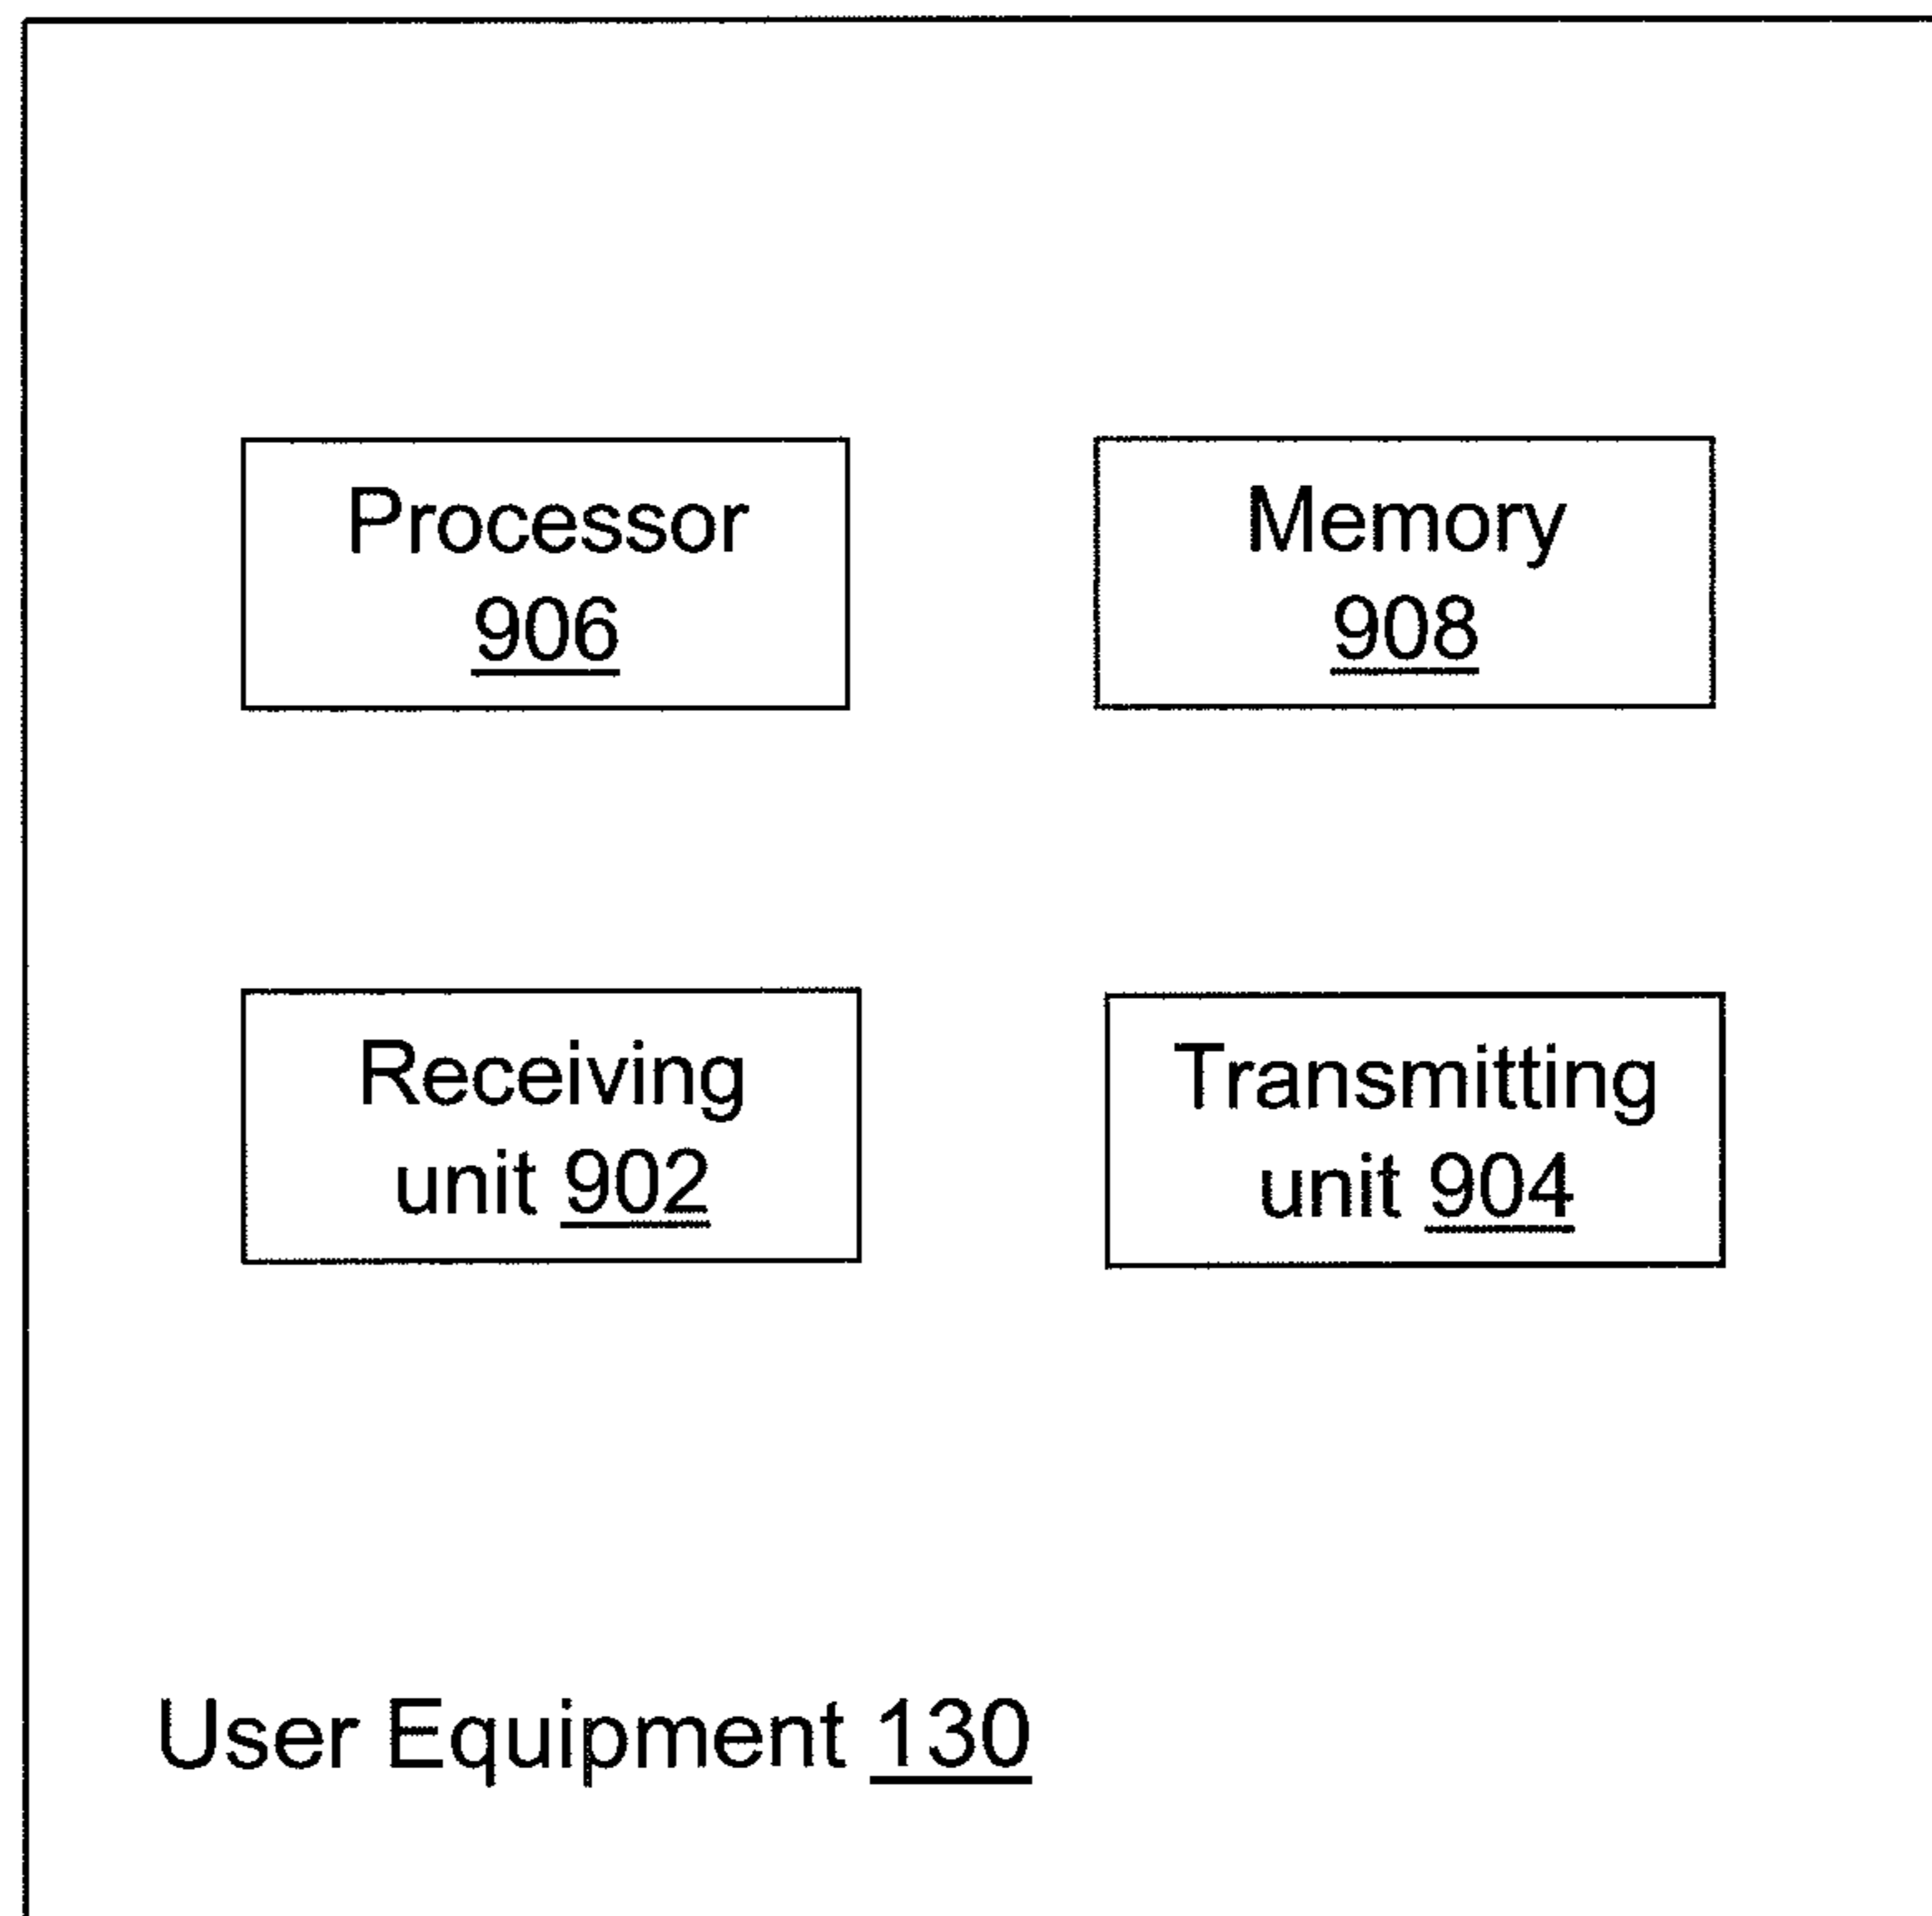 Processor
906
Memory
908
Receiving
unit 902
Transmitting
unit 904
User Equipment 130